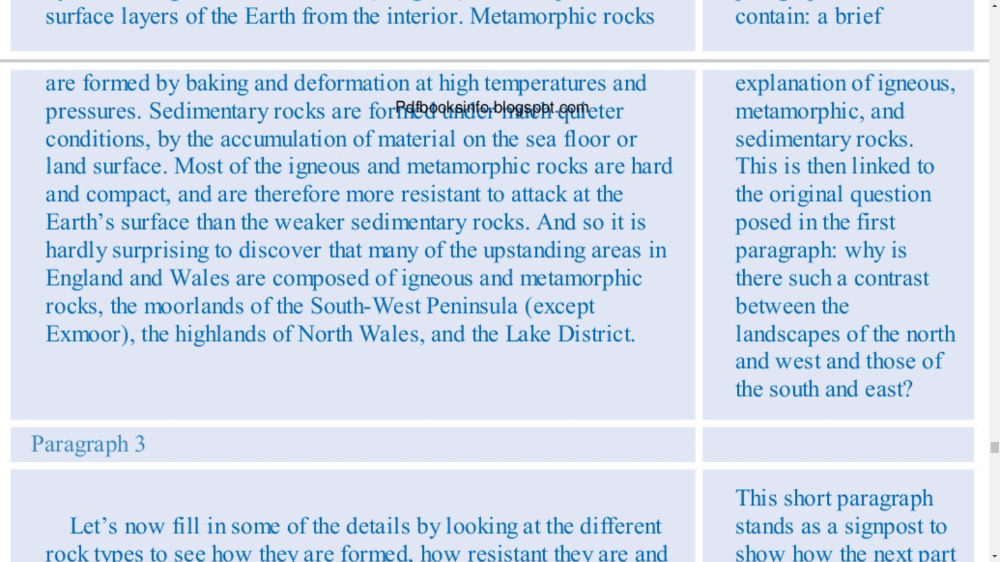 surface layers of the Earth from the interior. Metamorphic rocks
are formed by baking and deformation at high temperatures and
pressures. Sedimentary rocks are formed under much quieter
conditions, by the accumulation of material on the sea floor or
land surface. Most of the igneous and metamorphic rocks are hard
and compact, and are therefore more resistant to attack at the
Earth’s surface than the weaker sedimentary rocks. And so it is
hardly surprising to discover that many of the upstanding areas in
England and Wales are composed of igneous and metamorphic
rocks, the moorlands of the South-West Peninsula (except
Exmoor), the highlands of North Wales, and the Lake District.
Pdfbooksinfo.blogspot.com
contain: a brief
explanation of igneous,
metamorphic, and
sedimentary rocks.
This is then linked to
the original question
posed in the first
paragraph: why is
there such a contrast
between the
landscapes of the north
and west and those of
the south and east?
Paragraph 3
Let’s now fill in some of the details by looking at the different
rock types to see how they are formed, how resistant they are and
This short paragraph
stands as a signpost to
show how the next part